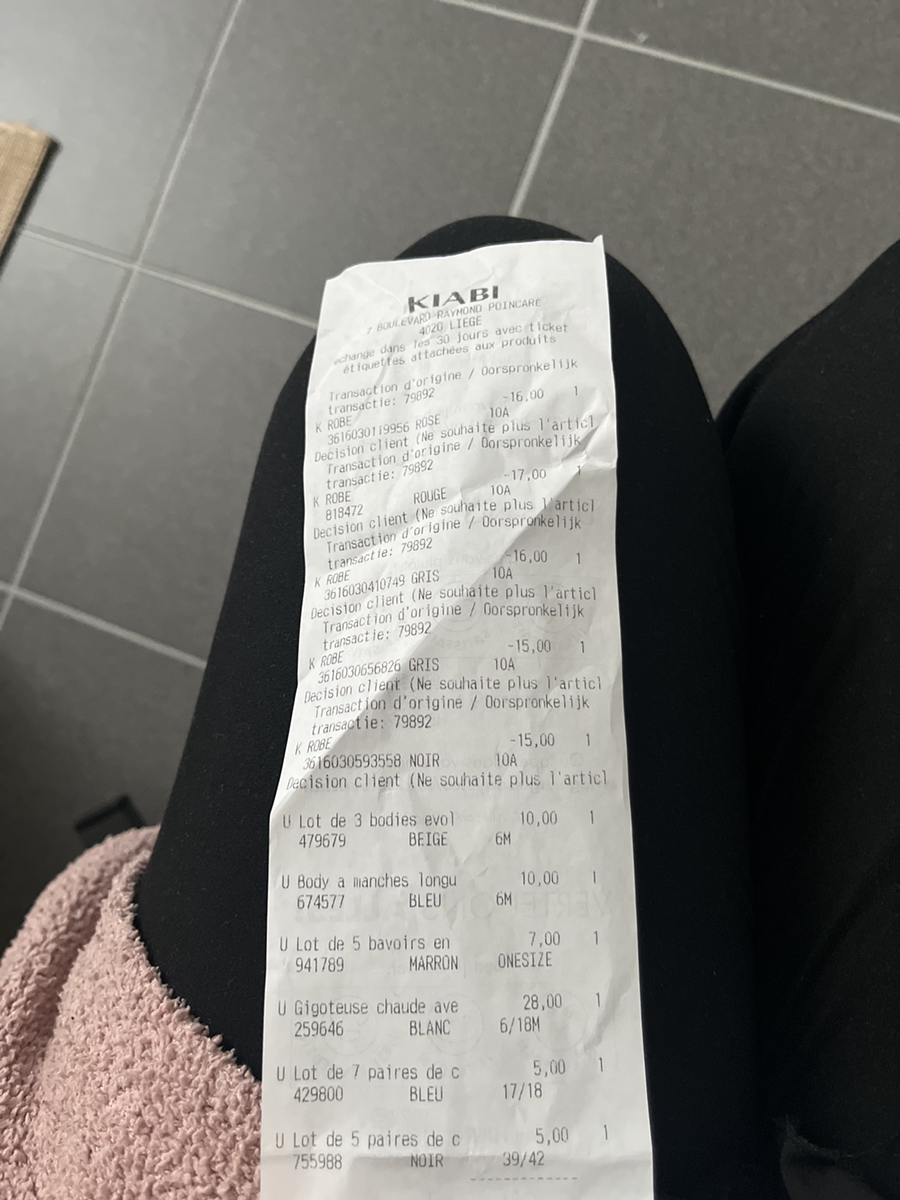 KIABI
7 BOULEVARD RAYMOND POINCARE
4020 LIEGE
echange dans les 30 jours avec ticket
étiquettes attachées aux produits
Transaction d'origine / Oorspronkelijk
transactie: 79892
K ROBE -16,00 1
3616030119956 ROSE 10A
Decision client (Ne souhaite plus l'articl
Transaction d'origine / Oorspronkelijk
transactie: 79892
K ROBE -17,00 1
818472 ROUGE 10A
Decision client (Ne souhaite plus l'articl
Transaction d'origine / Oorspronkelijk
transactie: 79892
K ROBE -16,00 1
3616030410749 GRIS 10A
Decision client (Ne souhaite plus l'articl
Transaction d'origine / Oorspronkelijk
transactie: 79892
K ROBE -15,00 1
3616030656826 GRIS 10A
Decision client (Ne souhaite plus l'articl
Transaction d'origine / Oorspronkelijk
transactie: 79892
K ROBE -15,00 1
3616030593558 NOIR 10A
Decision client (Ne souhaite plus l'articl
U Lot de 3 bodies evol 10,00 1
479679 BEIGE 6M
U Body a manches longu 10,00 1
674577 BLEU 6M
U Lot de 5 bavoirs en 7,00 1
941789 MARRON ONESIZE
U Gigoteuse chaude ave 28,00 1
259646 BLANC 6/18M
U Lot de 7 paires de c 5,00 1
429800 BLEU 17/18
U Lot de 5 paires de c 5,00 1
755988 NOIR 39/42